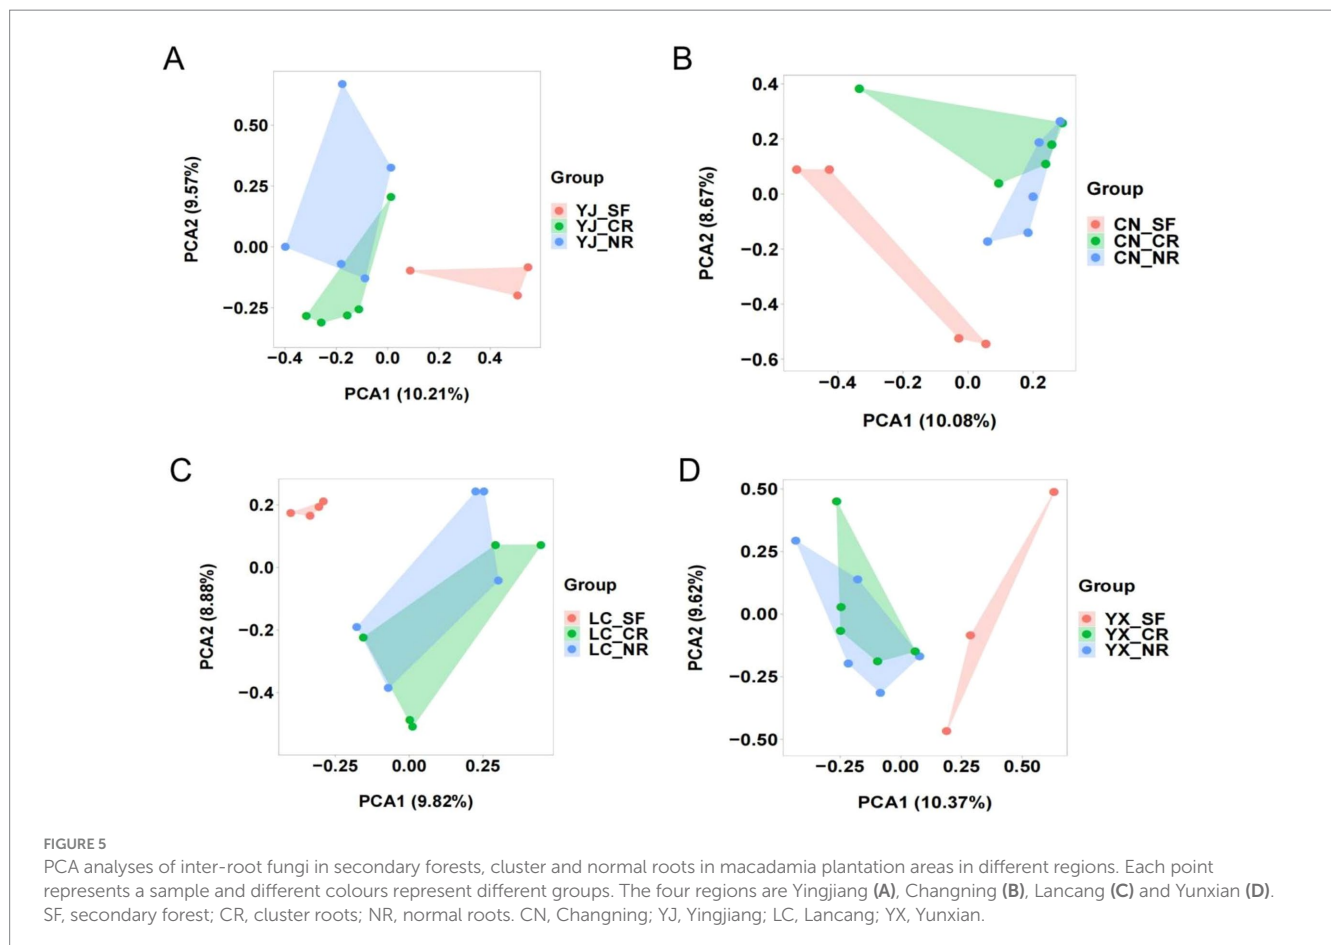 A
0.50
0.25
0.00
−0.25
PCA2 (9.57%)
−0.4 −0.2 0.0 0.2 0.4
PCA1 (10.21%)
Group
YJ_SF
YJ_CR
YJ_NR
B
0.4
0.2
0.0
−0.2
−0.4
−0.6
PCA2 (8.67%)
−0.4 −0.2 0.0 0.2
PCA1 (10.08%)
Group
CN_SF
CN_CR
CN_NR
C
0.2
0.0
−0.2
−0.4
PCA2 (8.88%)
−0.25 0.00 0.25
PCA1 (9.82%)
Group
LC_SF
LC_CR
LC_NR
D
0.50
0.25
0.00
−0.25
−0.50
PCA2 (9.62%)
−0.25 0.00 0.25 0.50
PCA1 (10.37%)
Group
YX_SF
YX_CR
YX_NR
FIGURE 5
PCA analyses of inter-root fungi in secondary forests, cluster and normal roots in macadamia plantation areas in different regions. Each point
represents a sample and different colours represent different groups. The four regions are Yingjiang (A), Changning (B), Lancang (C) and Yunxian (D).
SF, secondary forest; CR, cluster roots; NR, normal roots. CN, Changning; YJ, Yingjiang; LC, Lancang; YX, Yunxian.